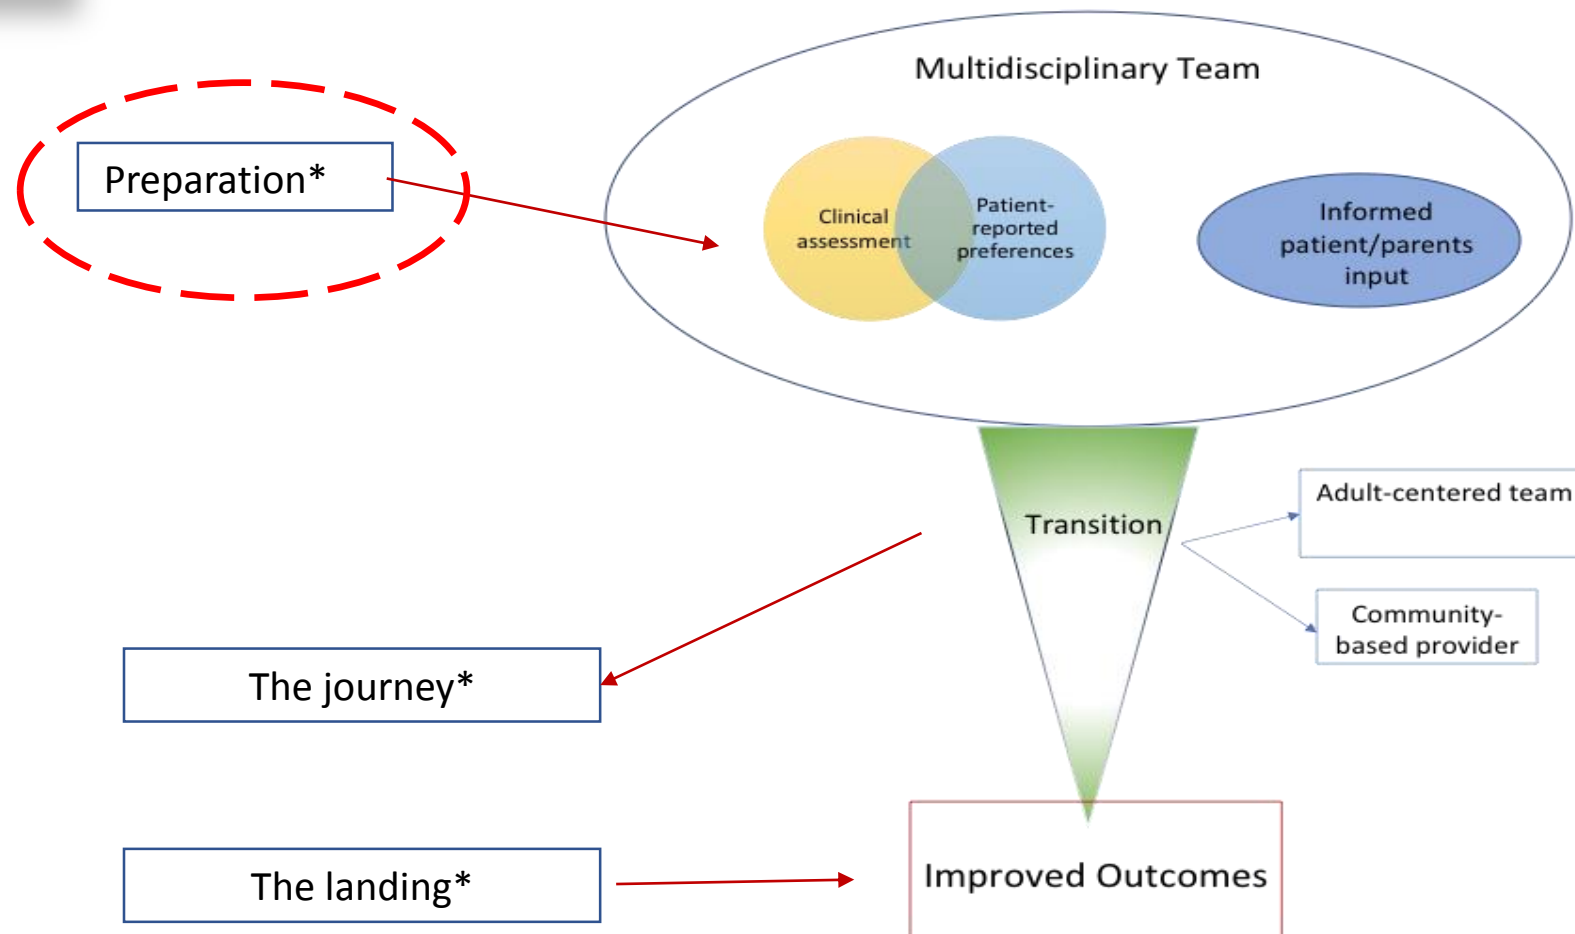 Multidisciplinary Team
Preparation*
Clinical
assessment
Patient-
reported
preferences
Informed
patient/parents
input
Transition
Adult-centered team
Community-
based provider
The journey*
The landing*
Improved Outcomes